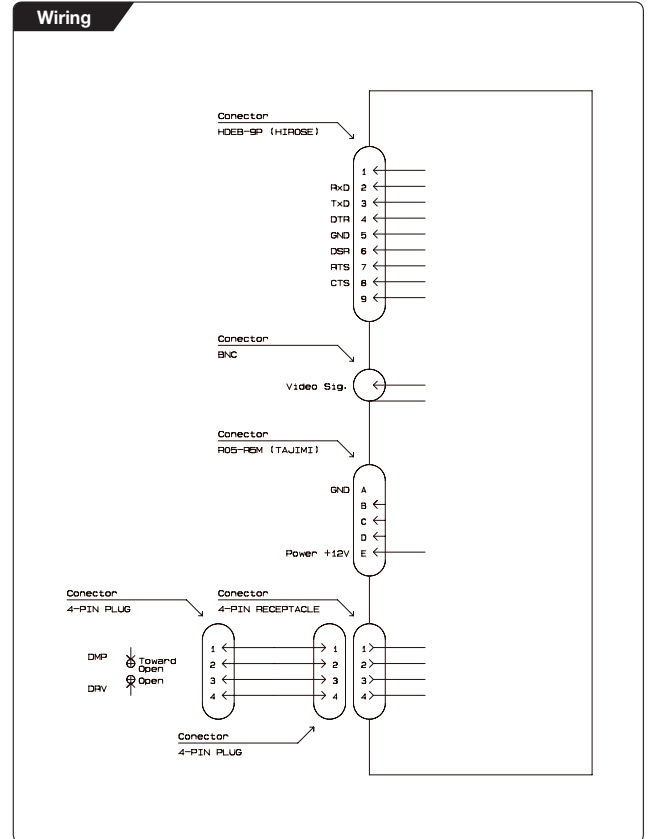 Wiring
Conector
HDEB-9P (HIROSE)
1
RxD 2
TxD 3
DTR 4
GND 5
DSR 6
RTS 7
CTS 8
9
Conector
BNC
Video Sig.
Conector
R05-R5M (TAJIMI)
GND A
B
C
D
Power +12V E
Conector Conector
4-PIN PLUG 4-PIN RECEPTACLE
1 1 1
DMP Toward 2 2 2
Open
DRV Open 3 3 3
4 4 4
Conector
4-PIN PLUG